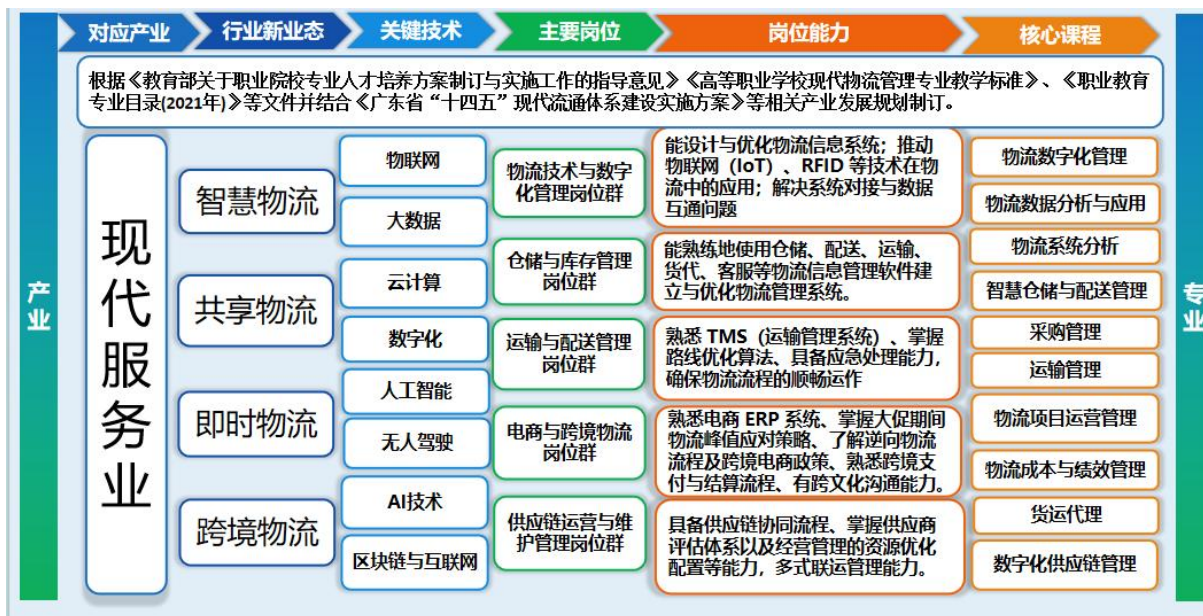 对应产业
行业新业态
关键技术
主要岗位
岗位能力
核心课程
根据《教育部关于职业院校专业人才培养方案制订与实施工作的指导意见》《高等职业学校现代物流管理专业教学标准》、《职业教育
专业目录(2021年)》等文件并结合《广东省“十四五”现代流通体系建设实施方案》等相关产业发展规划制订。
产业
现代服务业
智慧物流
共享物流
即时物流
跨境物流
物联网
大数据
云计算
数字化
人工智能
无人驾驶
AI技术
区块链与互联网
物流技术与数字
化管理岗位群
仓储与库存管理
岗位群
运输与配送管理
岗位群
电商与跨境物流
岗位群
供应链运营与维
护管理岗位群
能设计与优化物流信息系统；推动
物联网（IoT）、RFID 等技术在物
流中的应用；解决系统对接与数据
互通问题
能熟练地使用仓储、配送、运输、
货代、客服等物流信息管理软件建
立与优化物流管理系统。
熟悉 TMS（运输管理系统）、掌握
路线优化算法、具备应急处理能力，
确保物流流程的顺畅运作
熟悉电商 ERP 系统、掌握大促期间
物流峰值应对策略、了解逆向物流
流程及跨境电商政策、熟悉跨境支
付与结算流程、有跨文化沟通能力。
具备供应链协同流程、掌握供应商
评估体系以及经营管理的资源优化
配置等能力，多式联运管理能力。
物流数字化管理
物流数据分析与应用
物流系统分析
智慧仓储与配送管理
采购管理
运输管理
物流项目运营管理
物流成本与绩效管理
货运代理
数字化供应链管理
专业